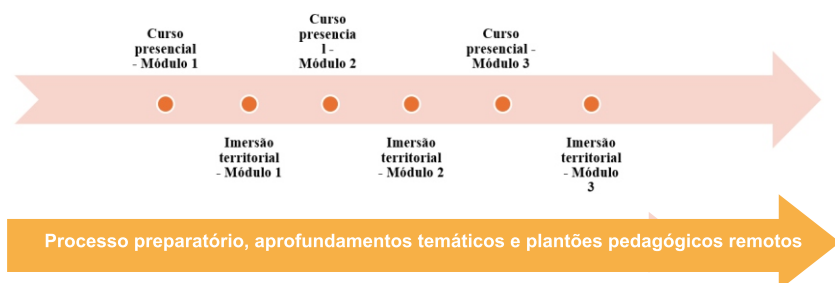 Curso
presencial
- Módulo 1
Curso
presencia
l -
Módulo 2
Curso
presencial -
Módulo 3
Imersão
territorial
- Módulo 1
Imersão
territorial
- Módulo 2
Imersão
territorial
- Módulo
3
Processo preparatório, aprofundamentos temáticos e plantões pedagógicos remotos